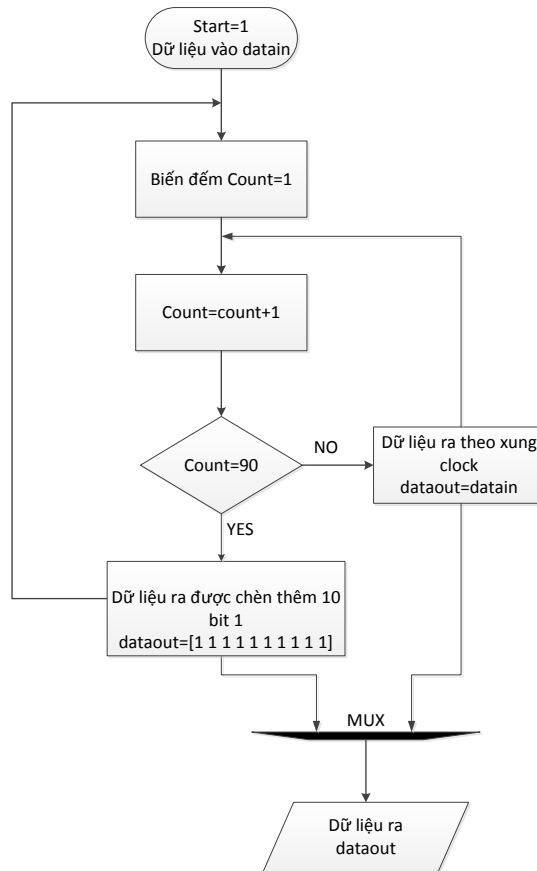 Start=1
Dữ liệu vào datain
Biến đếm Count=1
Count=count+1
Count=90
NO
Dữ liệu ra theo xung
clock
dataout=datain
YES
Dữ liệu ra được chèn thêm 10
bit 1
dataout=[1 1 1 1 1 1 1 1 1 1]
MUX
Dữ liệu ra
dataout